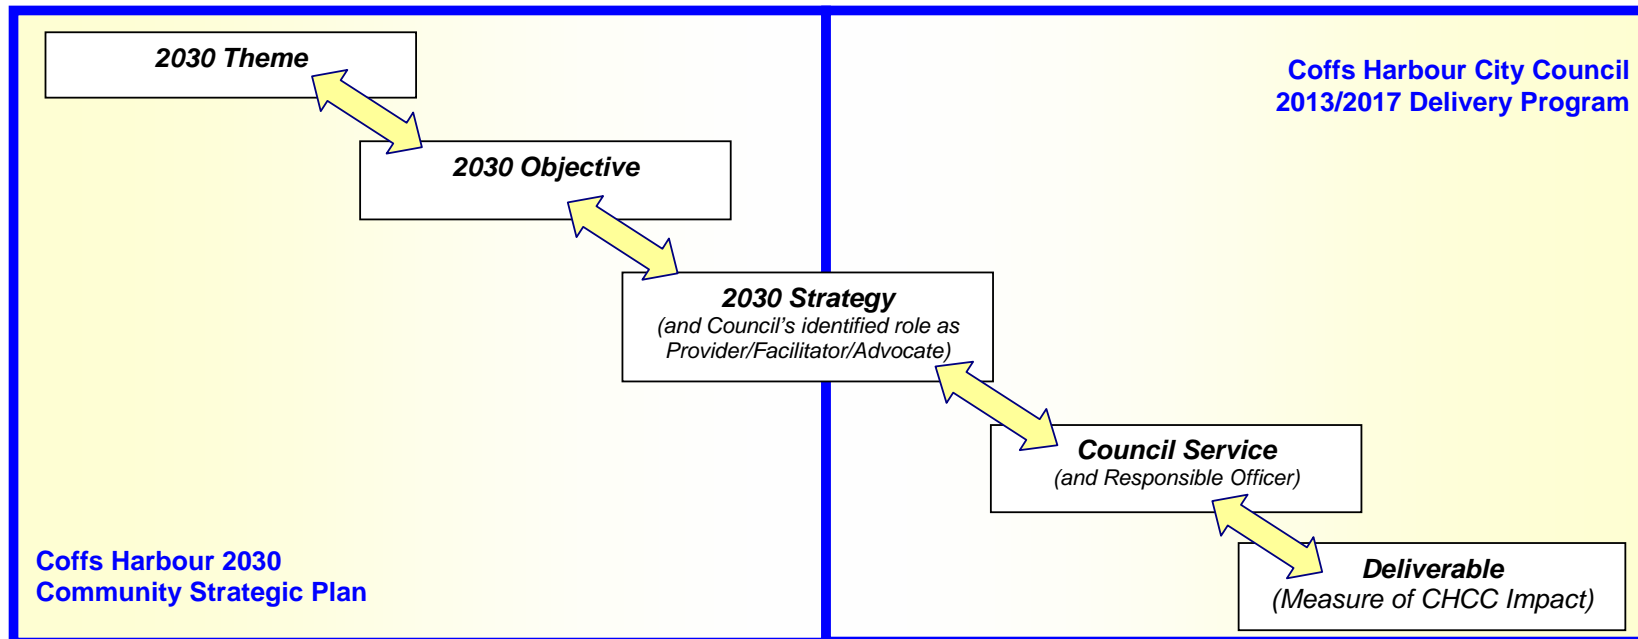 2030 Theme
Coffs Harbour City Council
2013/2017 Delivery Program
2030 Objective
2030 Strategy
(and Council's identified role as
Provider/Facilitator/Advocate)
Council Service
(and Responsible Officer)
Coffs Harbour 2030
Community Strategic Plan
Deliverable
(Measure of CHCC Impact)